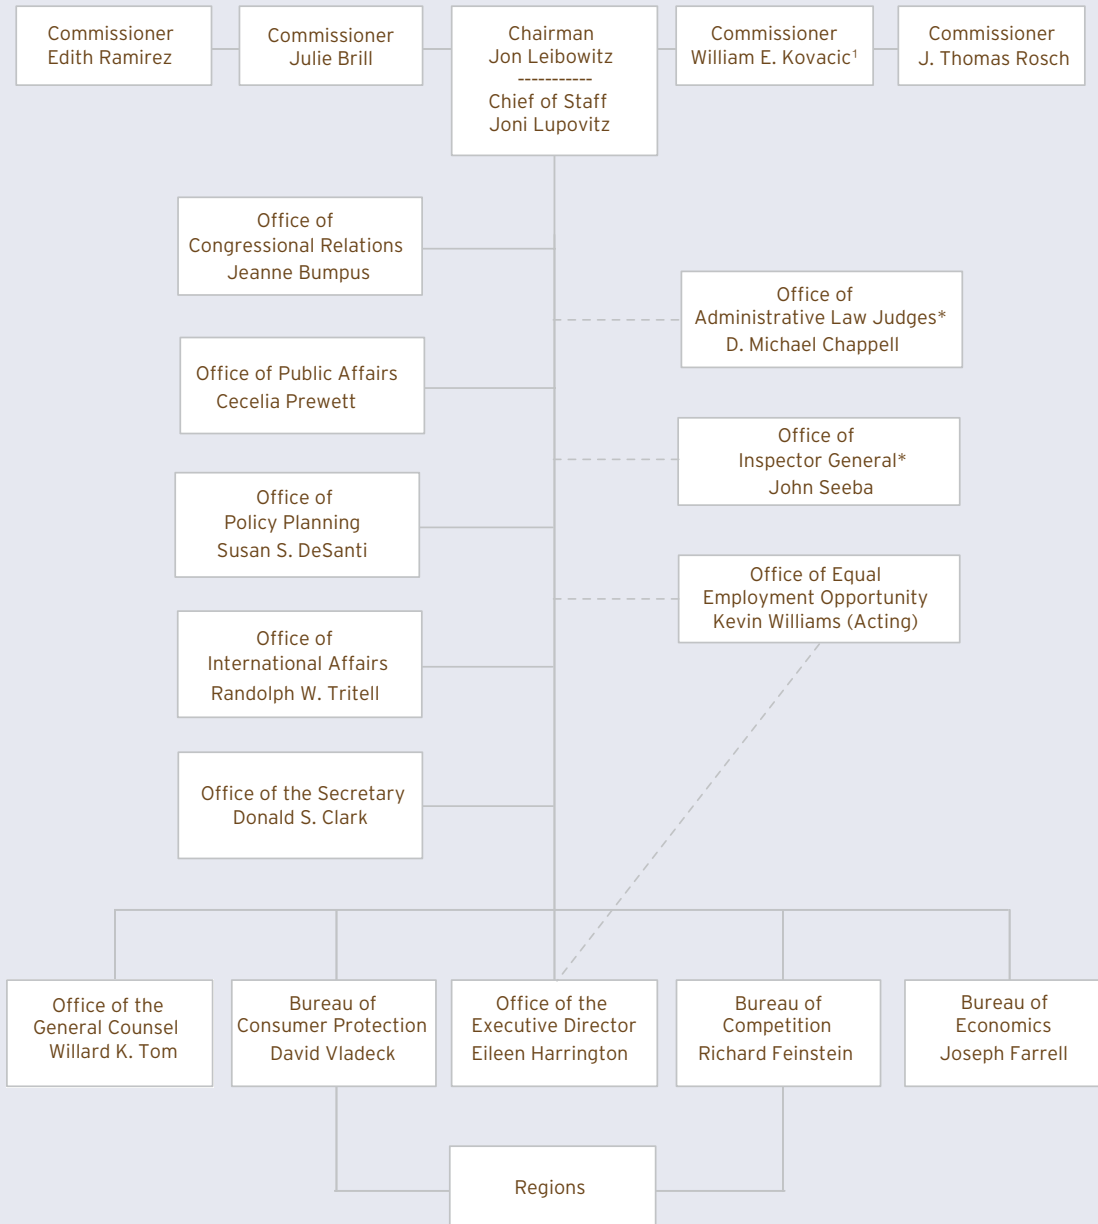 Commissioner
Edith Ramirez
Commissioner
Julie Brill
Chairman
Jon Leibowitz
-----------
Chief of Staff
Joni Lupovitz
Commissioner
William E. Kovacic¹
Commissioner
J. Thomas Rosch
Office of
Congressional Relations
Jeanne Bumpus
Office of
Administrative Law Judges*
D. Michael Chappell
Office of Public Affairs
Cecelia Prewett
Office of
Inspector General*
John Seeba
Office of
Policy Planning
Susan S. DeSanti
Office of Equal
Employment Opportunity
Kevin Williams (Acting)
Office of
International Affairs
Randolph W. Tritell
Office of the Secretary
Donald S. Clark
Office of the
General Counsel
Willard K. Tom
Bureau of
Consumer Protection
David Vladeck
Office of the
Executive Director
Eileen Harrington
Bureau of
Competition
Richard Feinstein
Bureau of
Economics
Joseph Farrell
Regions